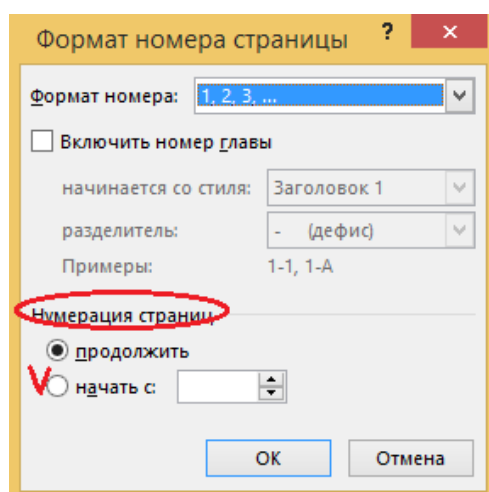 Формат номера страницы ? ×
Формат номера: 1, 2, 3, ...
Включить номер главы
начинается со стиля: Заголовок 1
разделитель: - (дефис)
Примеры: 1-1, 1-A
Нумерация страниц
продолжить
начать с:
ОК Отмена